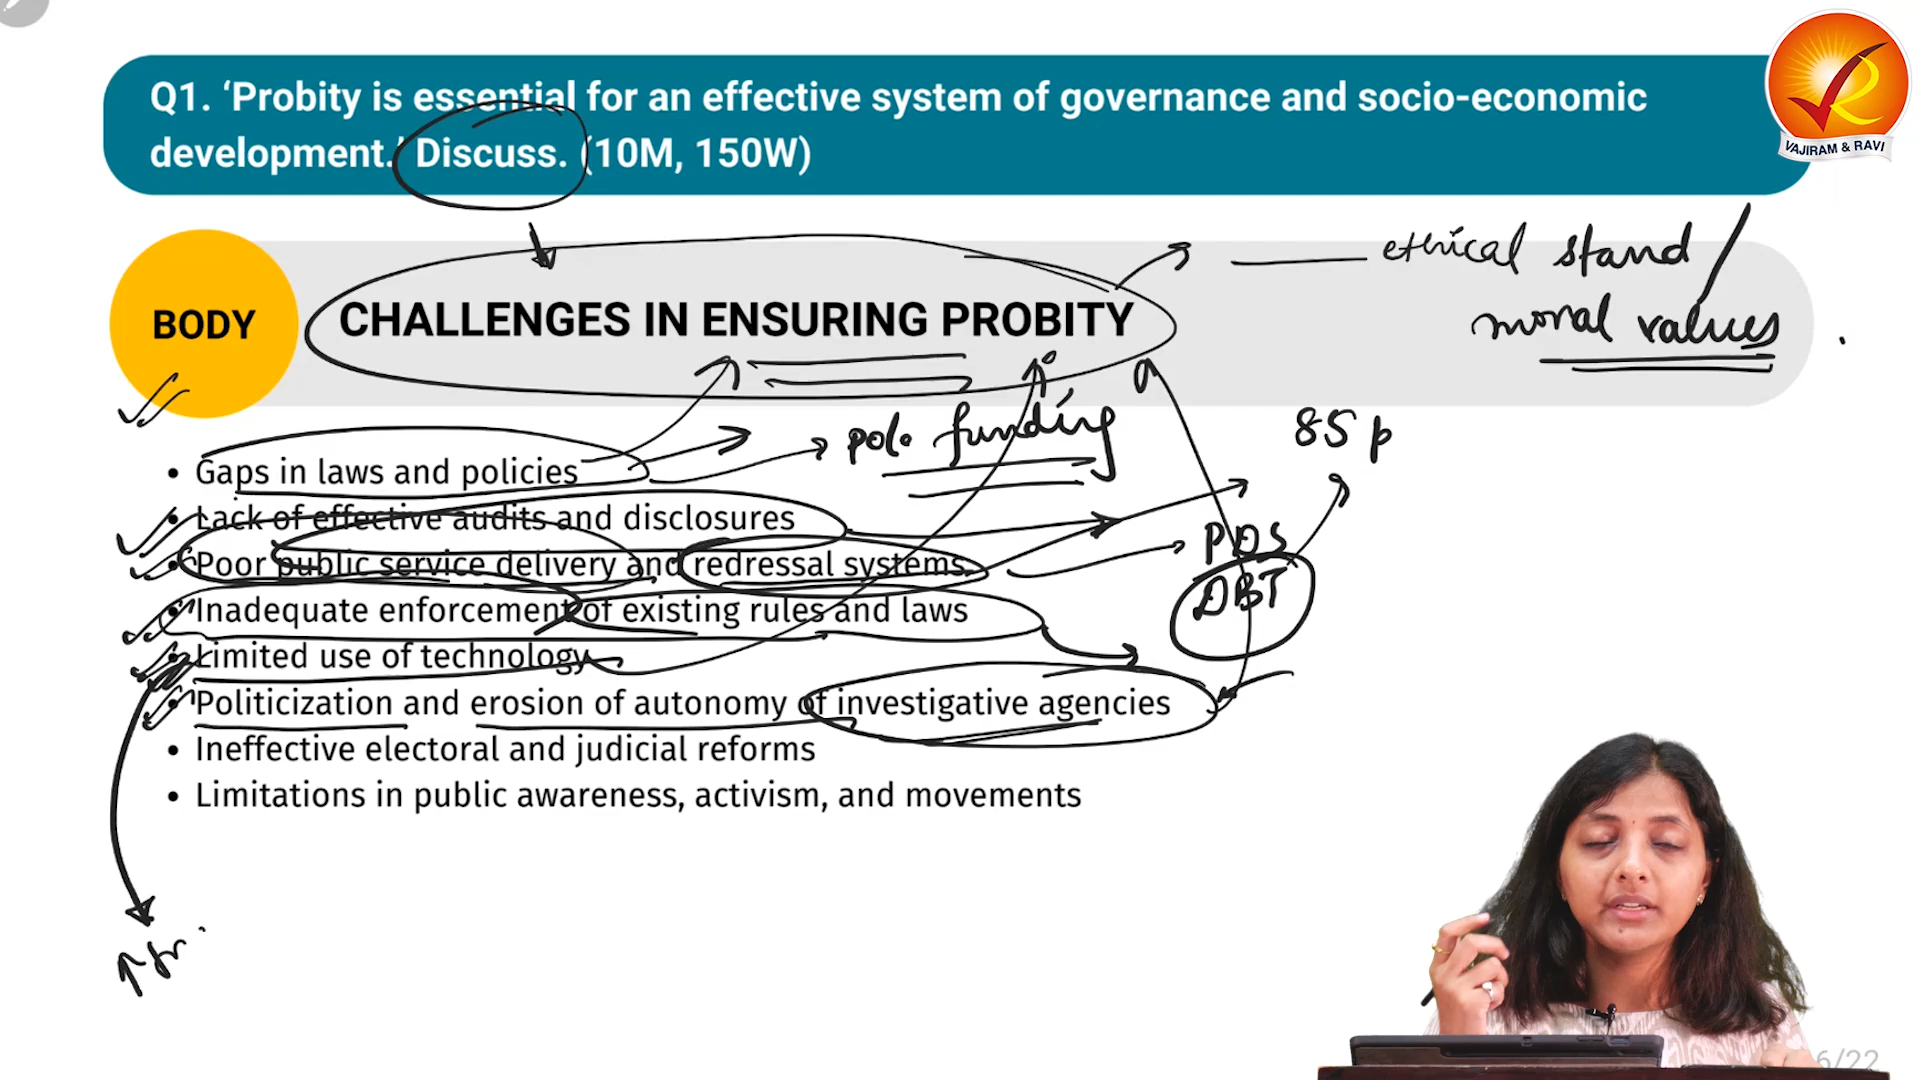 Q1. ‘Probity is essential for an effective system of governance and socio-economic
development.’ Discuss. (10M, 150W)
VAJIRAM & RAVI
ethical stand /
moral values
BODY
CHALLENGES IN ENSURING PROBITY
pol. funding
85 p
• Gaps in laws and policies
• Lack of effective audits and disclosures
• Poor public service delivery and redressal systems
PDS
DBT
• Inadequate enforcement of existing rules and laws
• Limited use of technology
• Politicization and erosion of autonomy of investigative agencies
• Ineffective electoral and judicial reforms
• Limitations in public awareness, activism, and movements
6/22